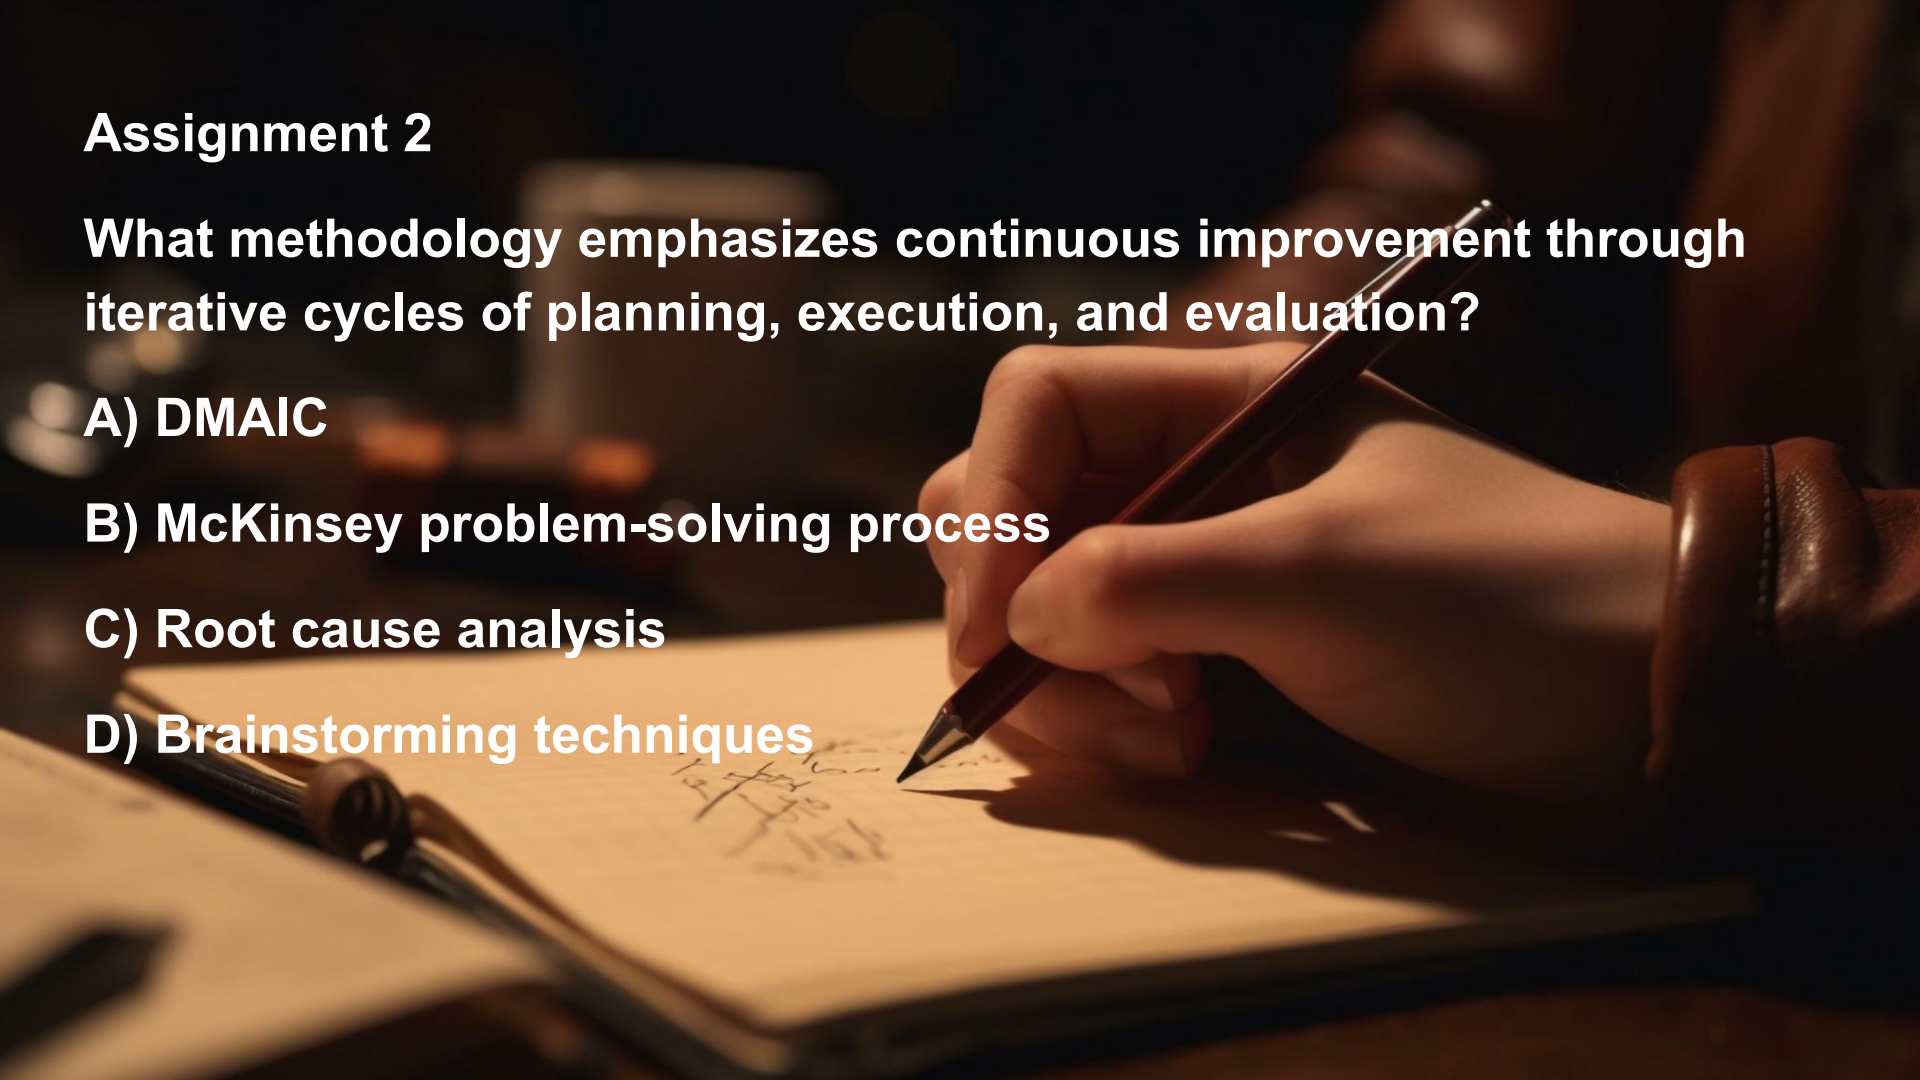 Assignment 2
What methodology emphasizes continuous improvement through
iterative cycles of planning, execution, and evaluation?
A) DMAIC
B) McKinsey problem-solving process
C) Root cause analysis
D) Brainstorming techniques